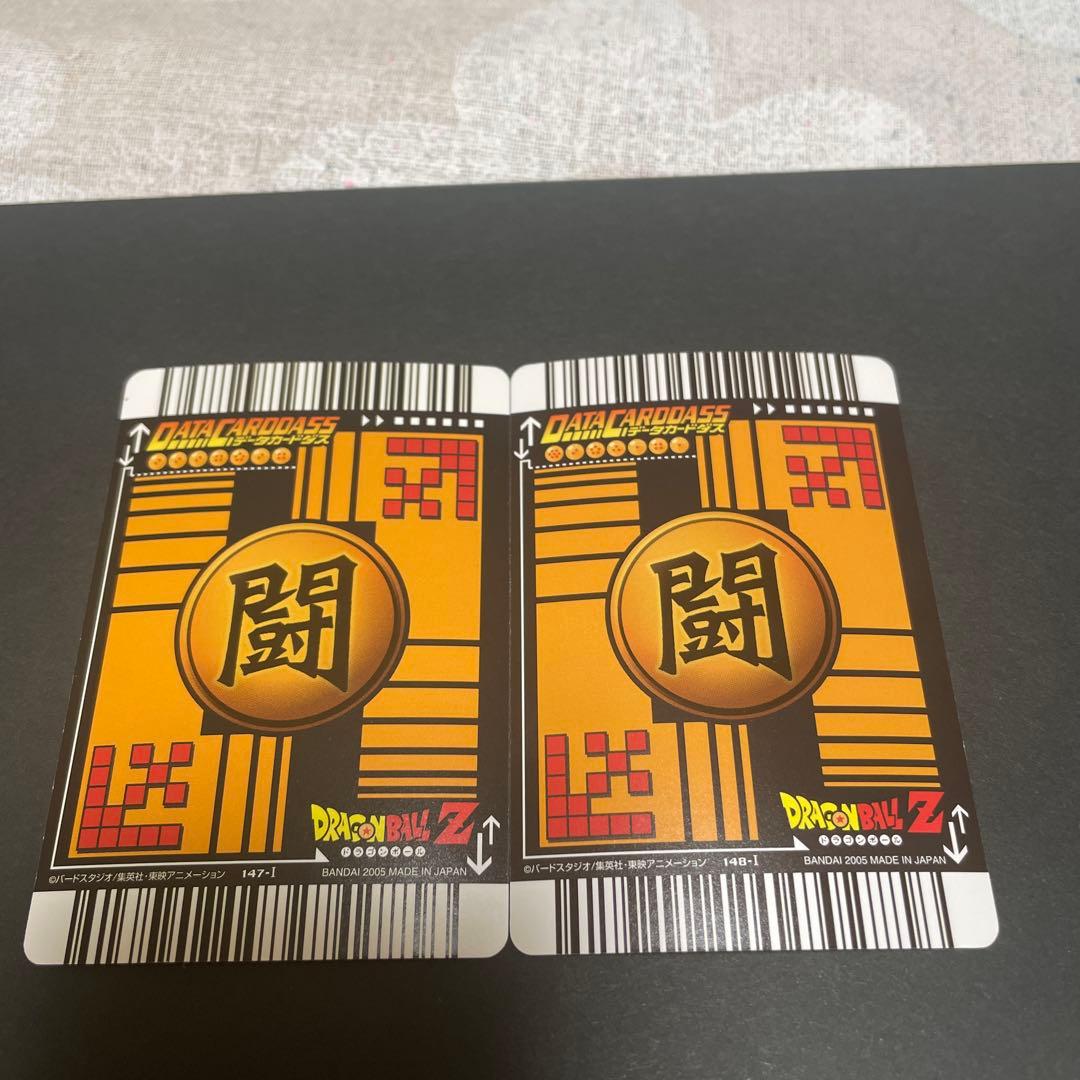 DATA CARDDASS
データカードダス
闘
DRAGON BALL Z
ドラゴンボール
©バードスタジオ/集英社・東映アニメーション 147-I BANDAI 2005 MADE IN JAPAN
DATA CARDDASS
データカードダス
闘
DRAGON BALL Z
ドラゴンボール
©バードスタジオ/集英社・東映アニメーション 148-I BANDAI 2005 MADE IN JAPAN